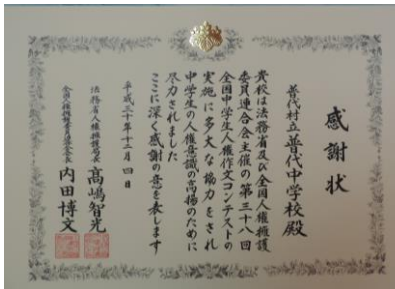 感謝状
普代村立普代中学校殿
貴校は法務省及び全国人権擁護
委員連合会主催の第三十八回
全国中学生人権作文コンテストの
実施に多大な協力をされ
中学生の人権意識の高揚のために
尽力されました
ここに深く感謝の意を表します
平成三十年十二月四日
法務省人権擁護局長 髙嶋智光
全国人権擁護委員連合会長 内田博文